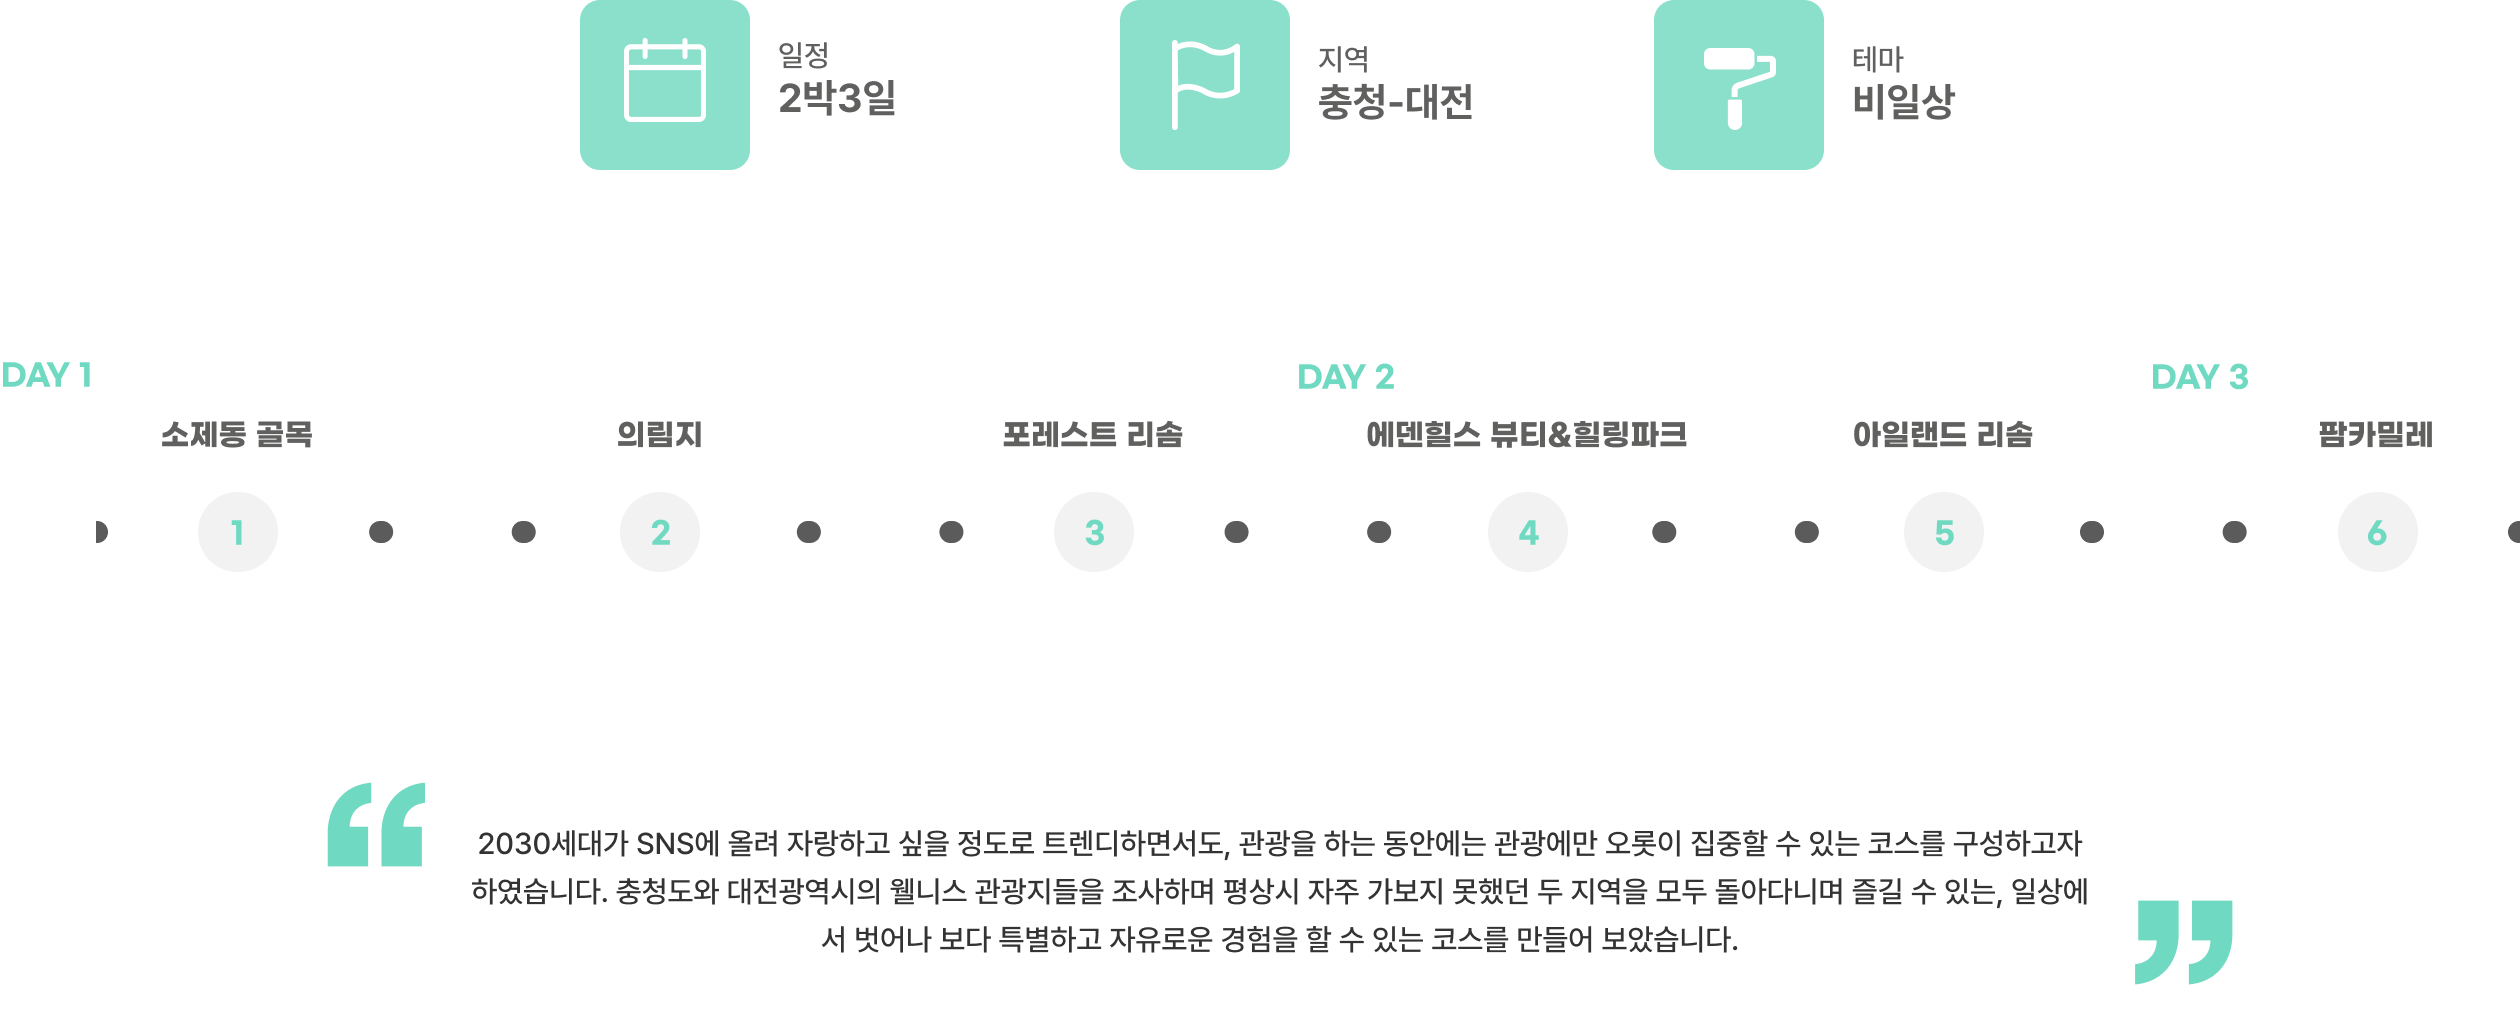 일정
2박3일
지역
충청-대전
테마
배움방
DAY 1
DAY 2
DAY 3
소제동 골목
의림지
포레스트 리솜
에브론스 뷰티&웰링바드
아일랜드 리솜
팜카밀레
1
2
3
4
5
6
2030세대가 SNS에 올려 자랑하고 싶을정도로 트렌디하면서도, 관광을 하는 동안에는 관광에만 오롯이 집중할 수 있는 코스를 구성하고자
하였습니다. 충청도와 대전광역시의 웰니스 관광지들을 조사하며 평상시 자주 가보지 못했던 두 지역을 모두 돌아다니며 즐길 수 있는, 일상에
서 벗어나 보다 특별하고 자유로운 경험을 할 수 있는 코스를 만들어 보았습니다.